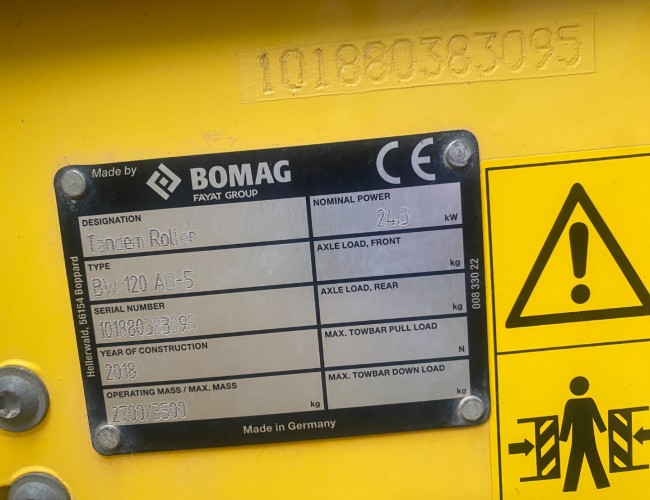 101880383095
Made by BOMAG CE
FAYAT GROUP
DESIGNATION
Tandem Roller
TYPE
BW 120 AD-5
SERIAL NUMBER
101880383095
YEAR OF CONSTRUCTION
2018
OPERATING MASS / MAX. MASS
2700/3500 kg
NOMINAL POWER
24.3 kW
AXLE LOAD, FRONT
kg
AXLE LOAD, REAR
kg
MAX. TOWBAR PULL LOAD
N
MAX. TOWBAR DOWN LOAD
kg
Made in Germany
Hellerwald, 56154 Boppard
008 330 22